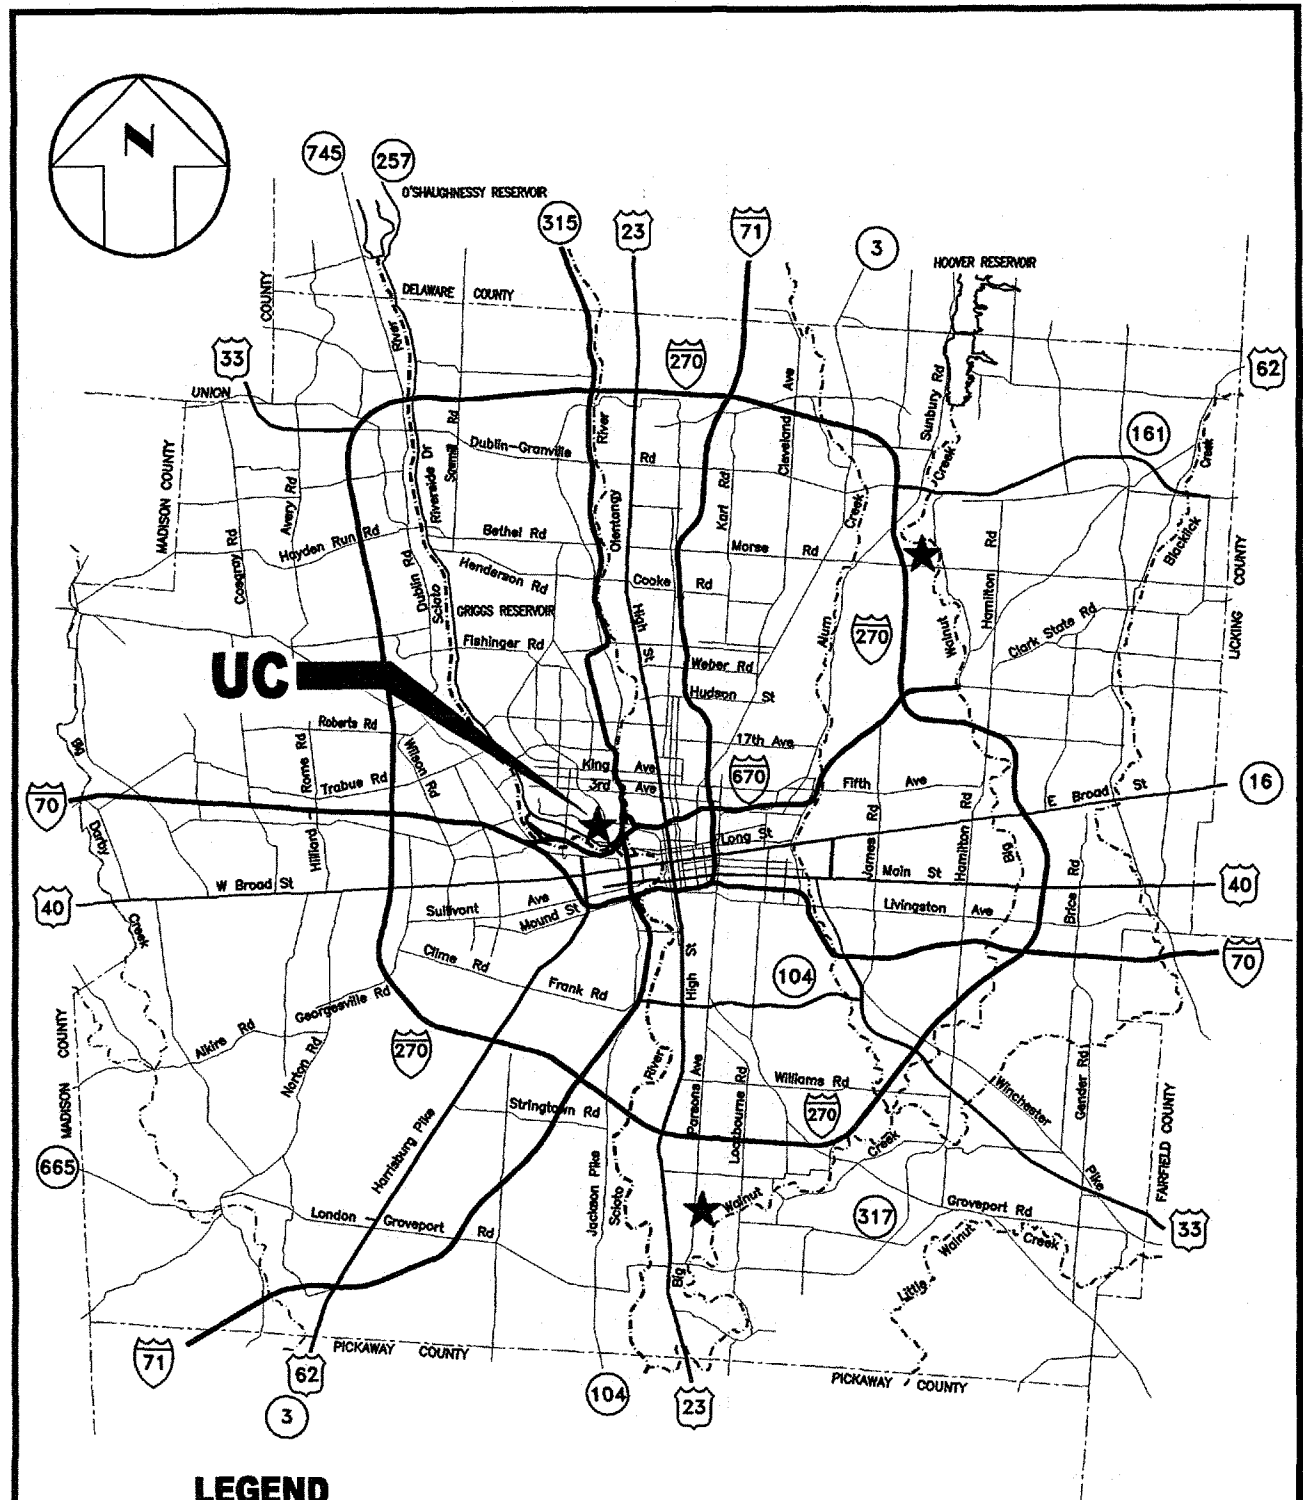 N
745
257
O'SHAUGHNESSY RESERVOIR
315
23
71
3
HOOVER RESERVOIR
COUNTY
DELAWARE COUNTY
River
33
270
62
UNION
Cleveland Ave
Sunbury Rd
161
MADISON COUNTY
Dublin-Granville Rd
River
Riverside Dr
Sawmill Rd
Creek
Creek
Avery Rd
Karl Rd
Creek
Olentangy
Cosgray Rd
Hayden Run Rd
Bethel Rd
Morse Rd
Blacklick
Henderson Rd
Cooke Rd
Hamilton Rd
LICKING COUNTY
Dublin Rd
Scioto
GRIGGS RESERVOIR
High St
Fishinger Rd
Alum
270
Walnut
Clark State Rd
UC
Weber Rd
Hudson St
Roberts Rd
Wilson Rd
17th Ave
Big
Hilliard - Rome Rd
Trabue Rd
King Ave
3rd Ave
670
Fifth Ave
E Broad St
16
70
Darby
Long St
James Rd
Hamilton Rd
Big
W Broad St
Main St
40
40
Brice Rd
Sullivant Ave
Mound St
Livingston Ave
Creek
Clime Rd
High St
104
70
Frank Rd
Georgesville Rd
MADISON COUNTY
Alkire Rd
270
Norton Rd
River
Parsons Ave
Williams Rd
Winchester Pike
Gender Rd
Stringtown Rd
Lockbourne Rd
270
Creek
FAIRFIELD COUNTY
665
Harrisburg Pike
Jackson Pike
Scioto
Walnut
317
Groveport Rd
33
London - Groveport Rd
Walnut
Creek
Big
Little
71
PICKAWAY COUNTY
62
3
104
23
PICKAWAY COUNTY
LEGEND